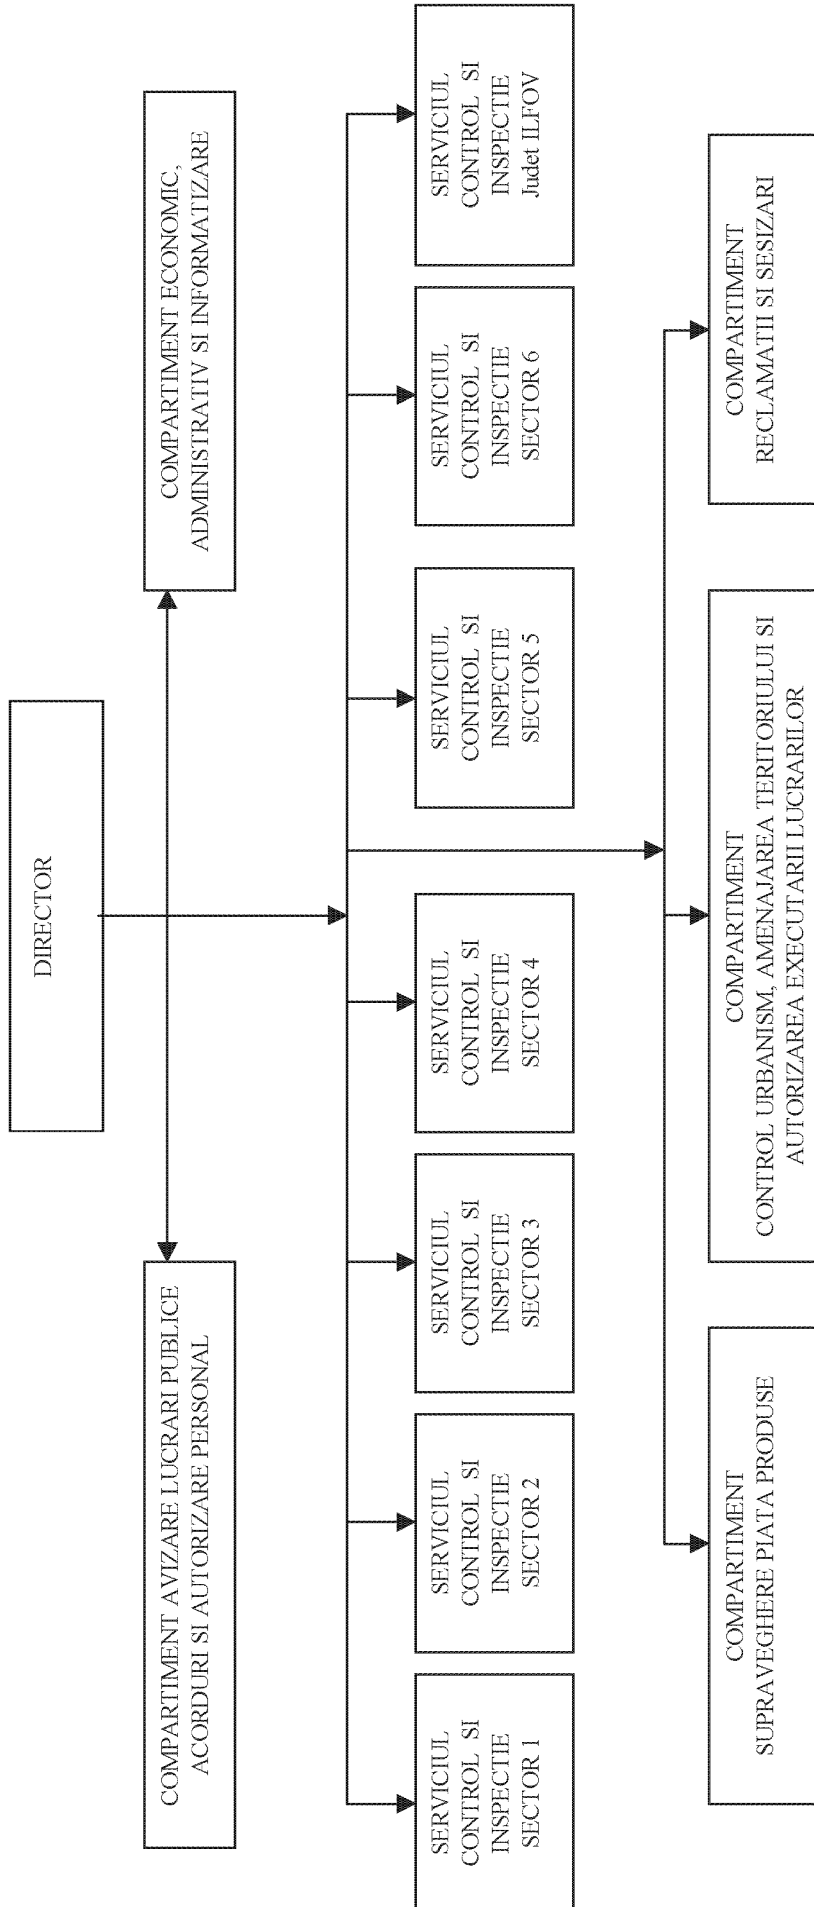 DIRECTOR
COMPARTIMENT AVIZARE LUCRARI PUBLICE
ACORDURI SI AUTORIZARE PERSONAL
COMPARTIMENT ECONOMIC,
ADMINISTRATIV SI INFORMATIZARE
SERVICIUL
CONTROL SI
INSPECTIE
SECTOR 1
SERVICIUL
CONTROL SI
INSPECTIE
SECTOR 2
SERVICIUL
CONTROL SI
INSPECTIE
SECTOR 3
SERVICIUL
CONTROL SI
INSPECTIE
SECTOR 4
SERVICIUL
CONTROL SI
INSPECTIE
SECTOR 5
SERVICIUL
CONTROL SI
INSPECTIE
SECTOR 6
SERVICIUL
CONTROL SI
INSPECTIE
Judet ILFOV
COMPARTIMENT
SUPRAVEGHERE PIATA PRODUSE
COMPARTIMENT
CONTROL URBANISM, AMENAJAREA TERITORIULUI SI
AUTORIZAREA EXECUTARII LUCRARILOR
COMPARTIMENT
RECLAMATII SI SESIZARI